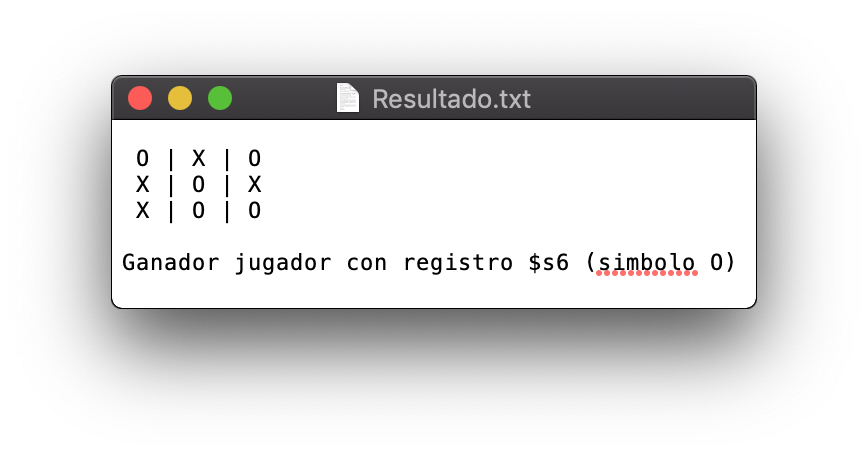 Resultado.txt
O | X | O
X | O | X
X | O | O
Ganador jugador con registro $s6 (simbolo O)